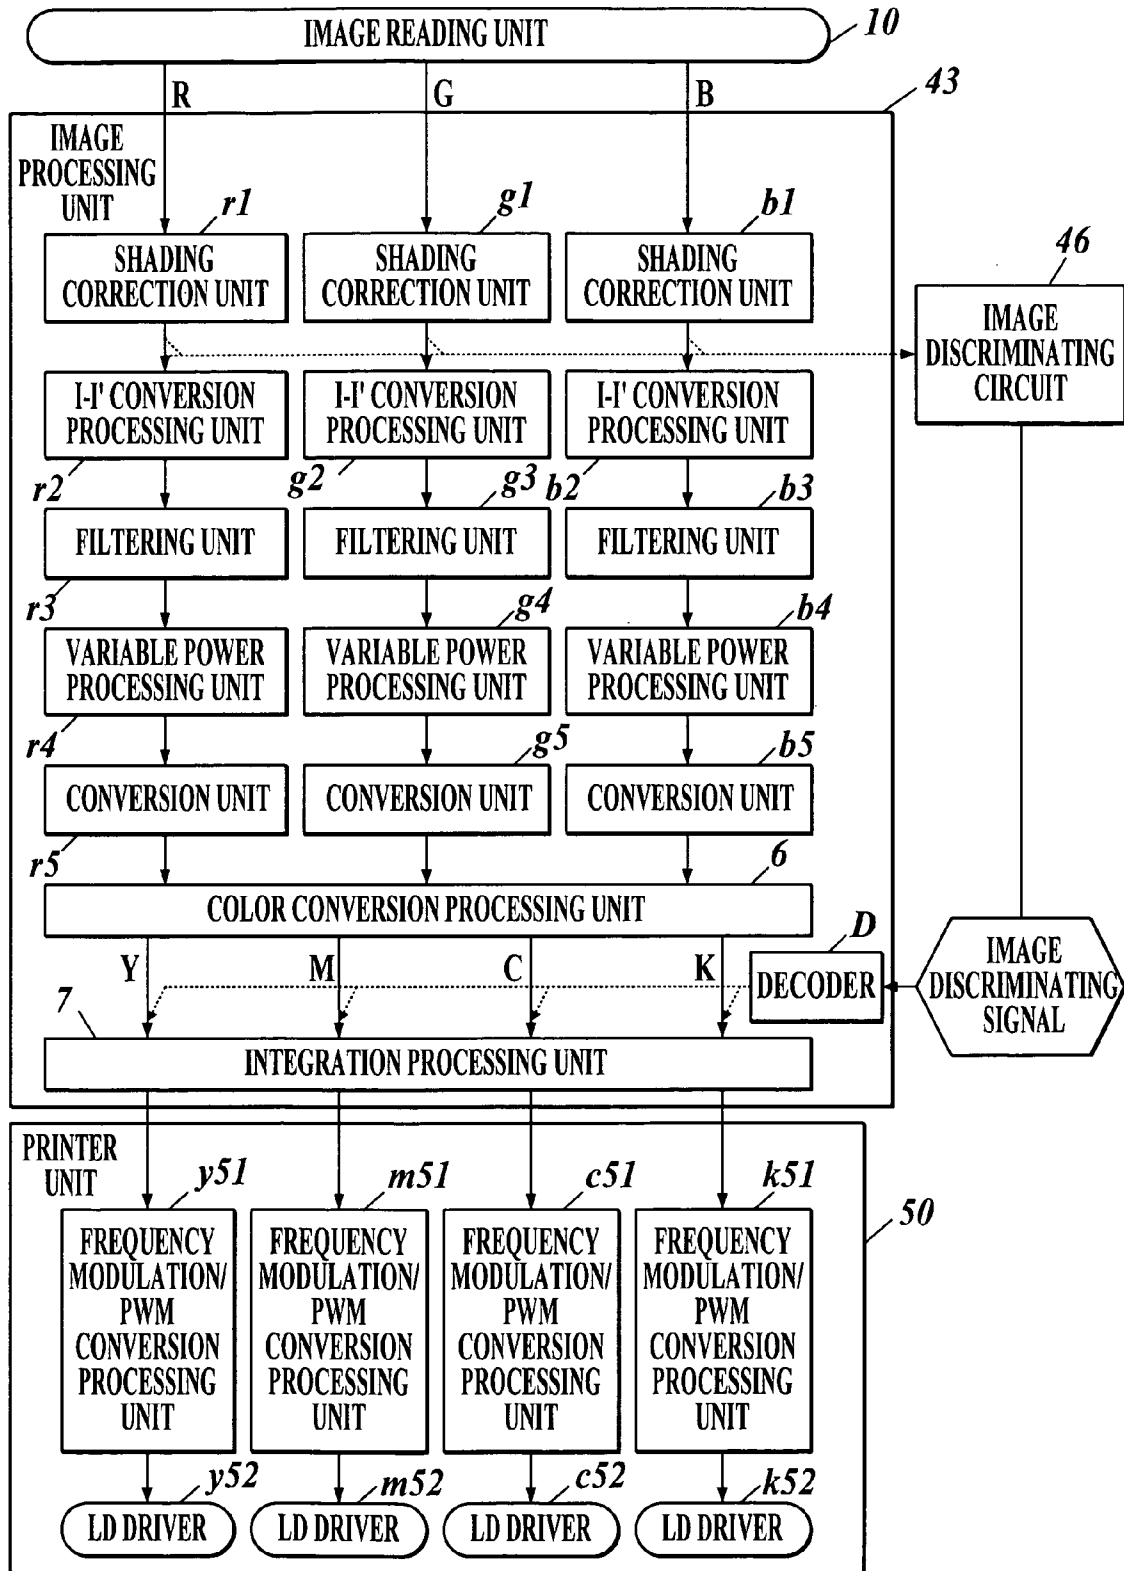 IMAGE READING UNIT
10
R
G
B
43
IMAGE
PROCESSING
UNIT
r1
g1
b1
SHADING
CORRECTION UNIT
SHADING
CORRECTION UNIT
SHADING
CORRECTION UNIT
46
IMAGE
DISCRIMINATING
CIRCUIT
I-I' CONVERSION
PROCESSING UNIT
I-I' CONVERSION
PROCESSING UNIT
I-I' CONVERSION
PROCESSING UNIT
r2
g2
g3
b2
b3
FILTERING UNIT
FILTERING UNIT
FILTERING UNIT
r3
g4
b4
VARIABLE POWER
PROCESSING UNIT
VARIABLE POWER
PROCESSING UNIT
VARIABLE POWER
PROCESSING UNIT
r4
g5
b5
CONVERSION UNIT
CONVERSION UNIT
CONVERSION UNIT
r5
6
COLOR CONVERSION PROCESSING UNIT
Y
M
C
K
D
DECODER
IMAGE
DISCRIMINATING
SIGNAL
7
INTEGRATION PROCESSING UNIT
PRINTER
UNIT
y51
m51
c51
k51
50
FREQUENCY
MODULATION/
PWM
CONVERSION
PROCESSING
UNIT
FREQUENCY
MODULATION/
PWM
CONVERSION
PROCESSING
UNIT
FREQUENCY
MODULATION/
PWM
CONVERSION
PROCESSING
UNIT
FREQUENCY
MODULATION/
PWM
CONVERSION
PROCESSING
UNIT
y52
m52
c52
k52
LD DRIVER
LD DRIVER
LD DRIVER
LD DRIVER